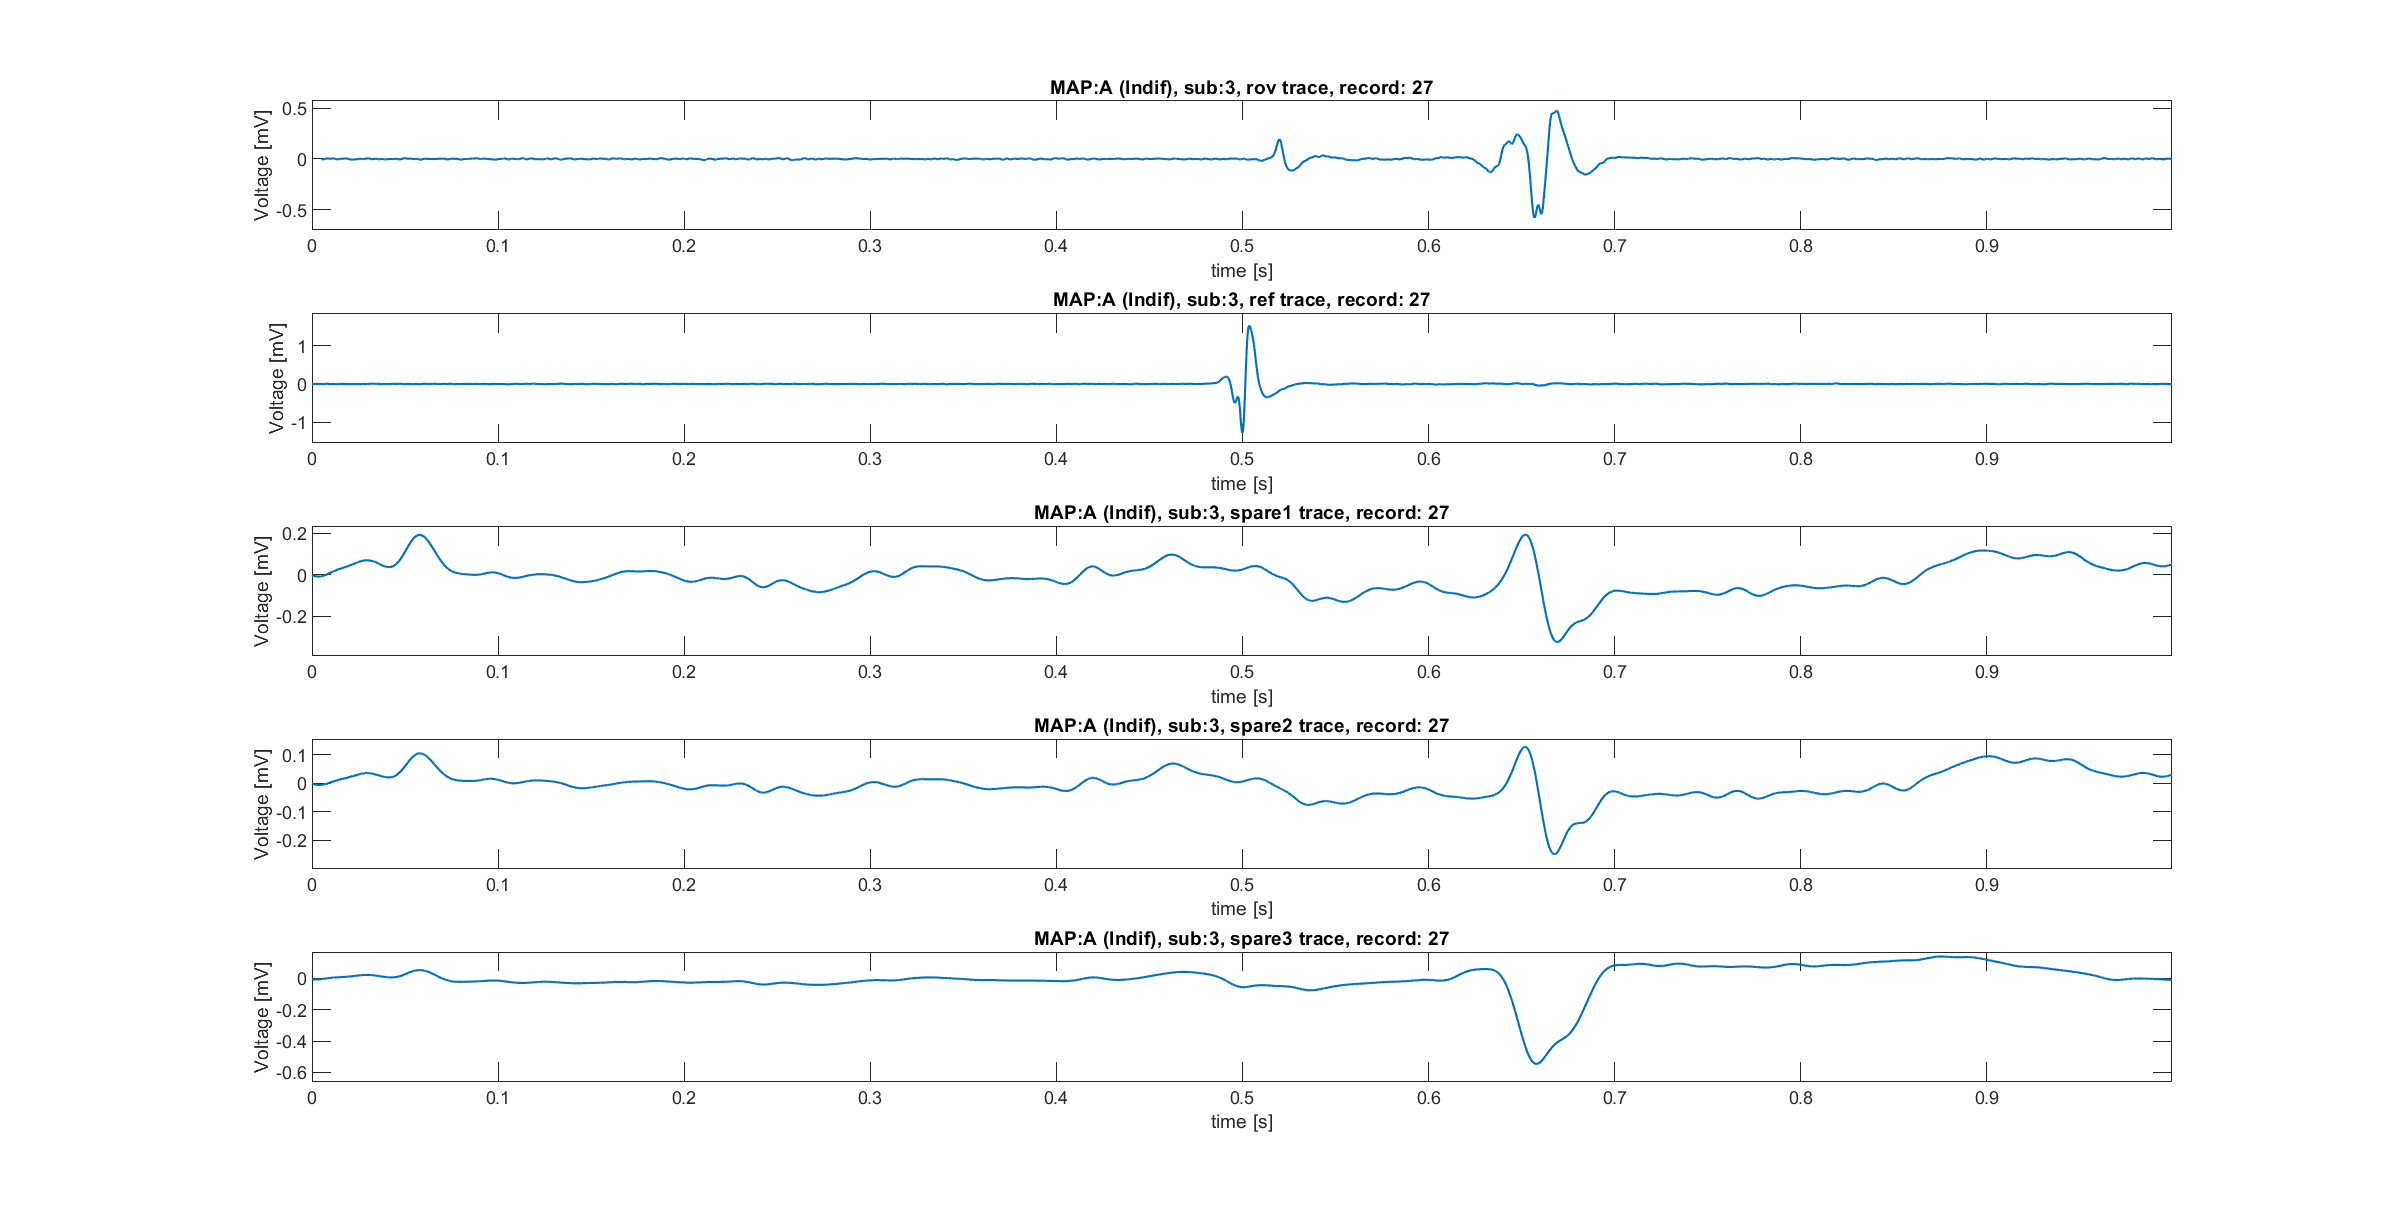 MAP:A (Indif), sub:3, rov trace, record: 27
Voltage [mV]
0.5
0
-0.5
0 0.1 0.2 0.3 0.4 0.5 0.6 0.7 0.8 0.9
time [s]
MAP:A (Indif), sub:3, ref trace, record: 27
Voltage [mV]
1
0
-1
0 0.1 0.2 0.3 0.4 0.5 0.6 0.7 0.8 0.9
time [s]
MAP:A (Indif), sub:3, spare1 trace, record: 27
Voltage [mV]
0.2
0
-0.2
0 0.1 0.2 0.3 0.4 0.5 0.6 0.7 0.8 0.9
time [s]
MAP:A (Indif), sub:3, spare2 trace, record: 27
Voltage [mV]
0.1
0
-0.1
-0.2
0 0.1 0.2 0.3 0.4 0.5 0.6 0.7 0.8 0.9
time [s]
MAP:A (Indif), sub:3, spare3 trace, record: 27
Voltage [mV]
0
-0.2
-0.4
-0.6
0 0.1 0.2 0.3 0.4 0.5 0.6 0.7 0.8 0.9
time [s]